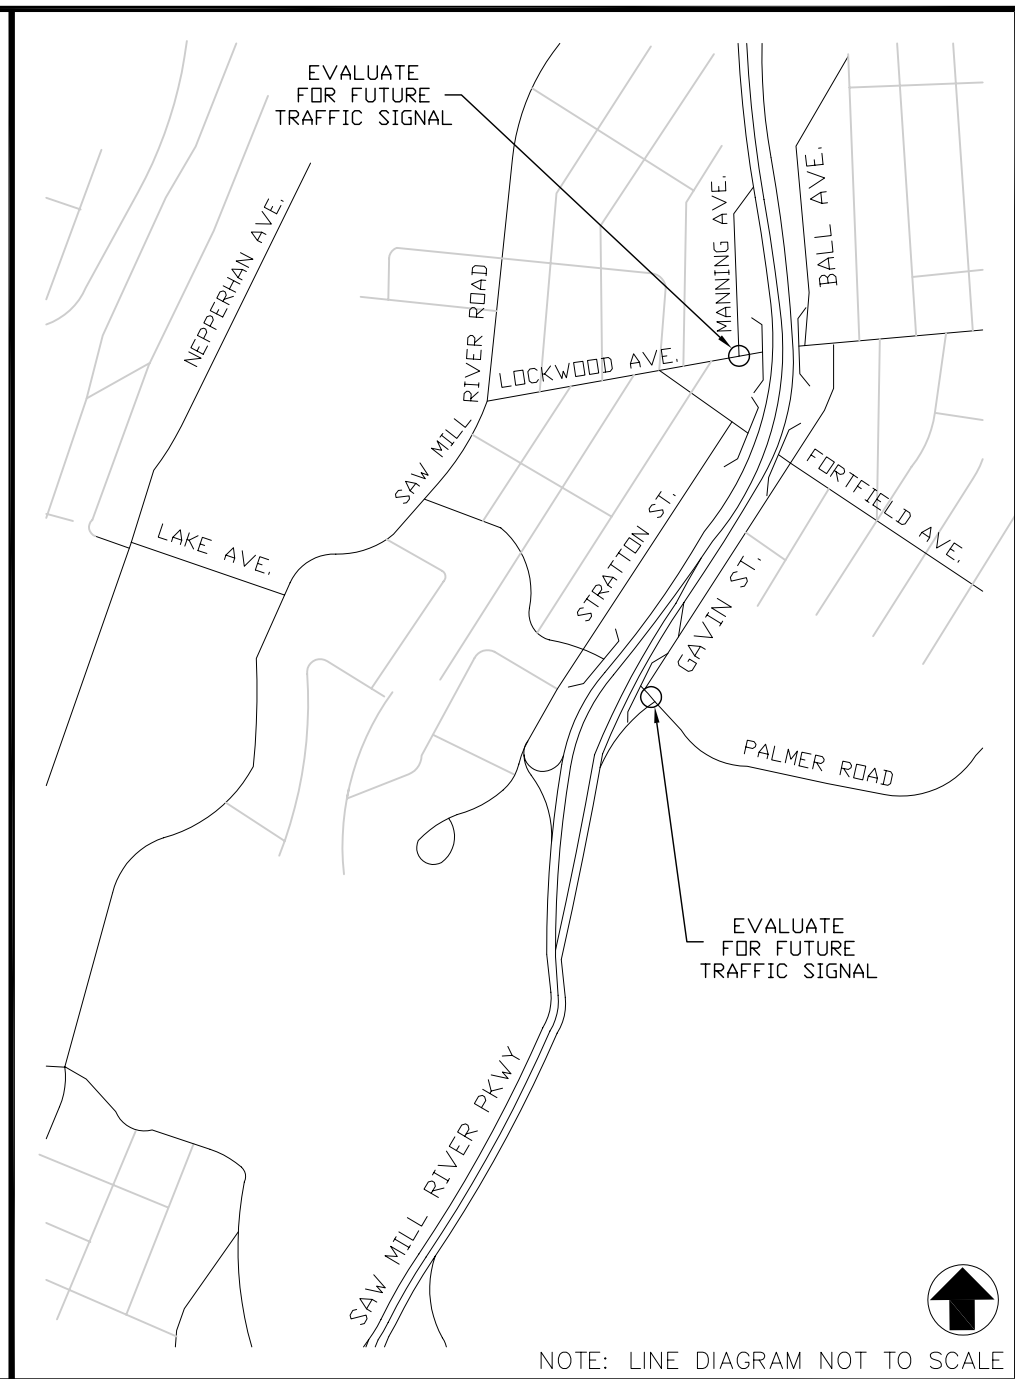 EVALUATE
FOR FUTURE
TRAFFIC SIGNAL
NEPPERHAN AVE.
SAW MILL RIVER ROAD
MANNING AVE.
BALL AVE.
LOCKWOOD AVE.
FORTFIELD AVE.
LAKE AVE.
STRATTON ST.
GAVIN ST.
PALMER ROAD
EVALUATE
FOR FUTURE
TRAFFIC SIGNAL
SAW MILL RIVER PKWY
NOTE: LINE DIAGRAM NOT TO SCALE